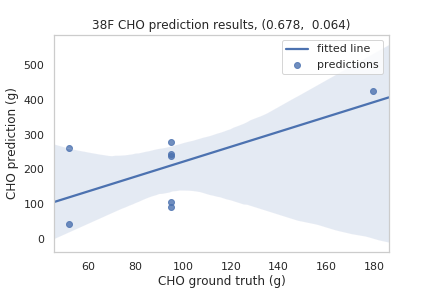 38F CHO prediction results, (0.678,  0.064)
fitted line
predictions
500
400
300
200
100
0
CHO prediction (g)
60
80
100
120
140
160
180
CHO ground truth (g)